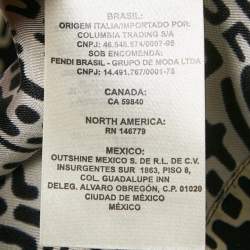 BRASIL:
ORIGEM ITALIA/IMPORTADO POR:
COLUMBIA TRADING S/A
CNPJ: 46.548.574/0007-08
SOB ENCOMENDA:
FENDI BRASIL - GRUPO DE MODA LTDA
CNPJ: 14.491.767/0001-78
CANADA:
CA 59840
NORTH AMERICA:
RN 146779
MEXICO:
OUTSHINE MEXICO S. DE R.L. DE C.V.
INSURGENTES SUR 1863, PISO 8,
COL. GUADALUPE INN
DELEG. ALVARO OBREGÓN, C.P. 01020
CIUDAD DE MÉXICO
MÉXICO